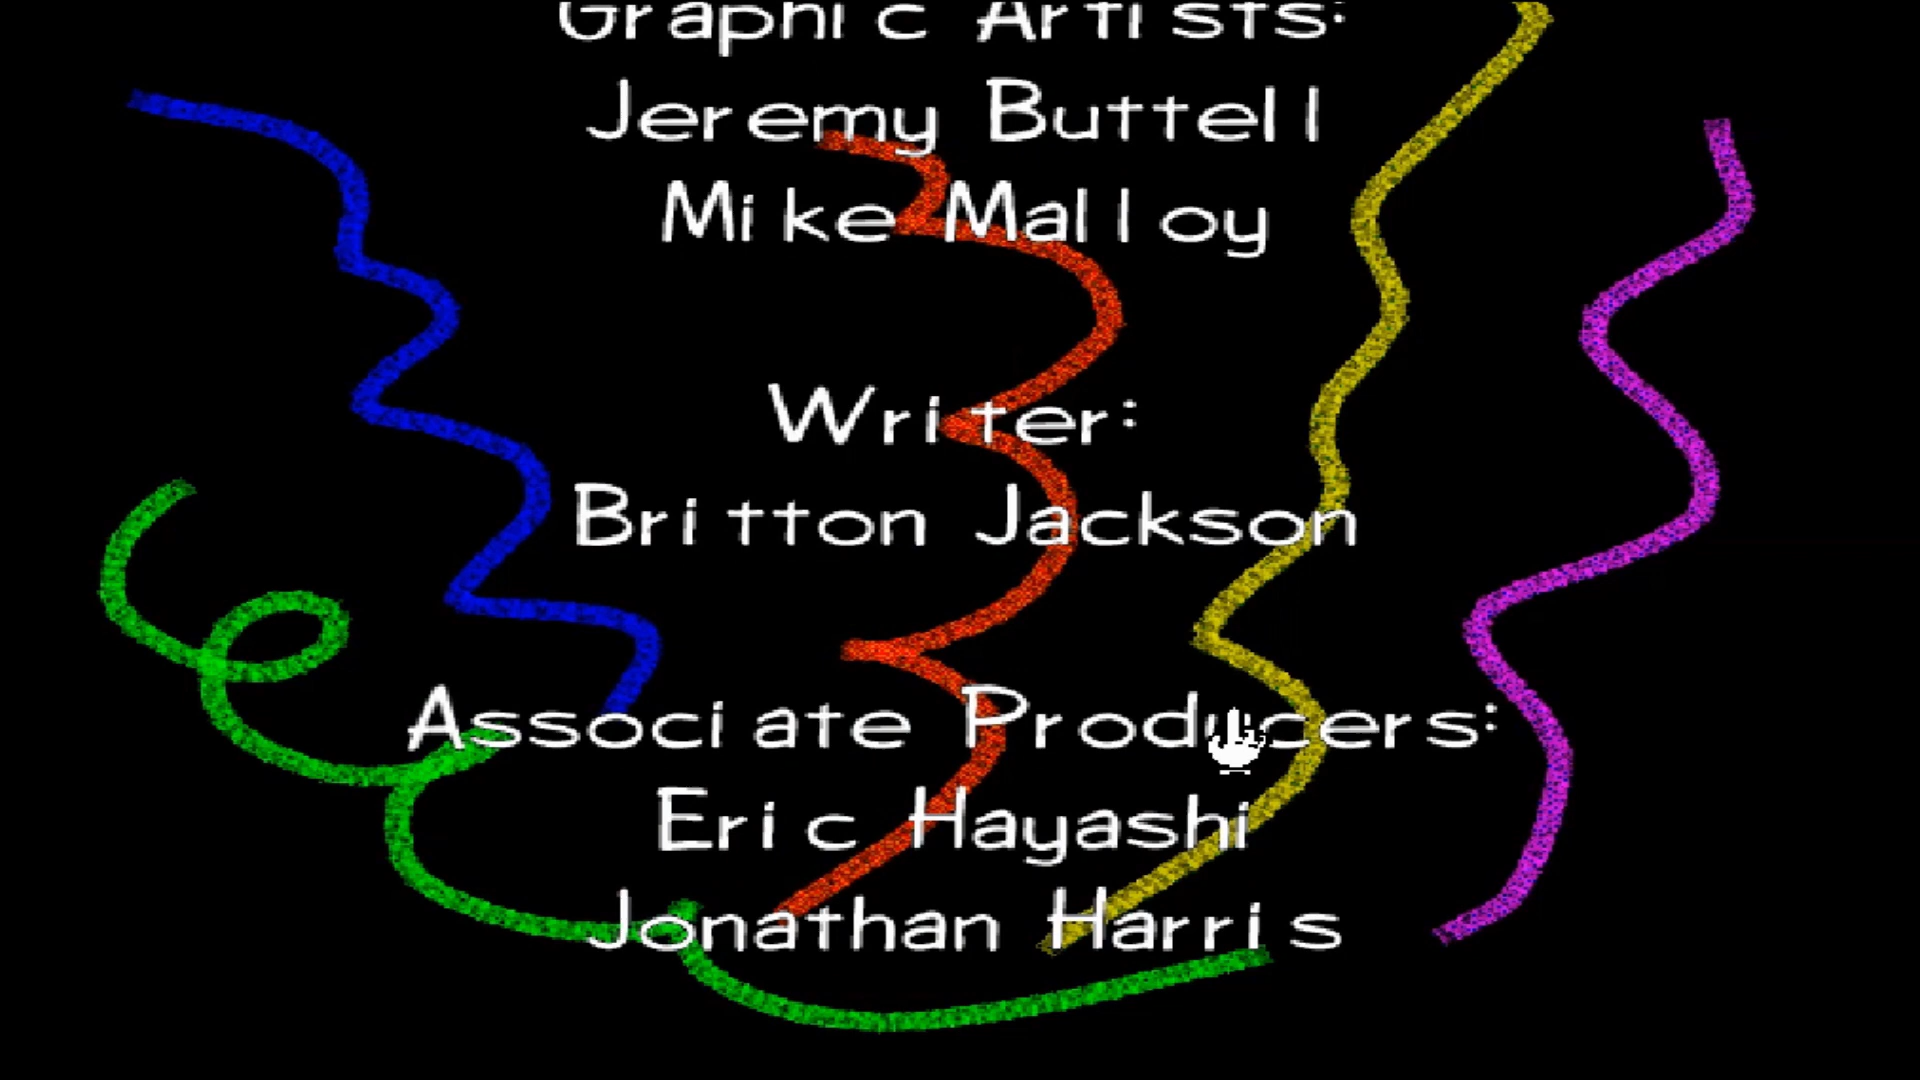 Graphic Artists:
Jeremy Buttell
Mike Malloy
Writer:
Britton Jackson
Associate Producers:
Eric Hayashi
Jonathan Harris